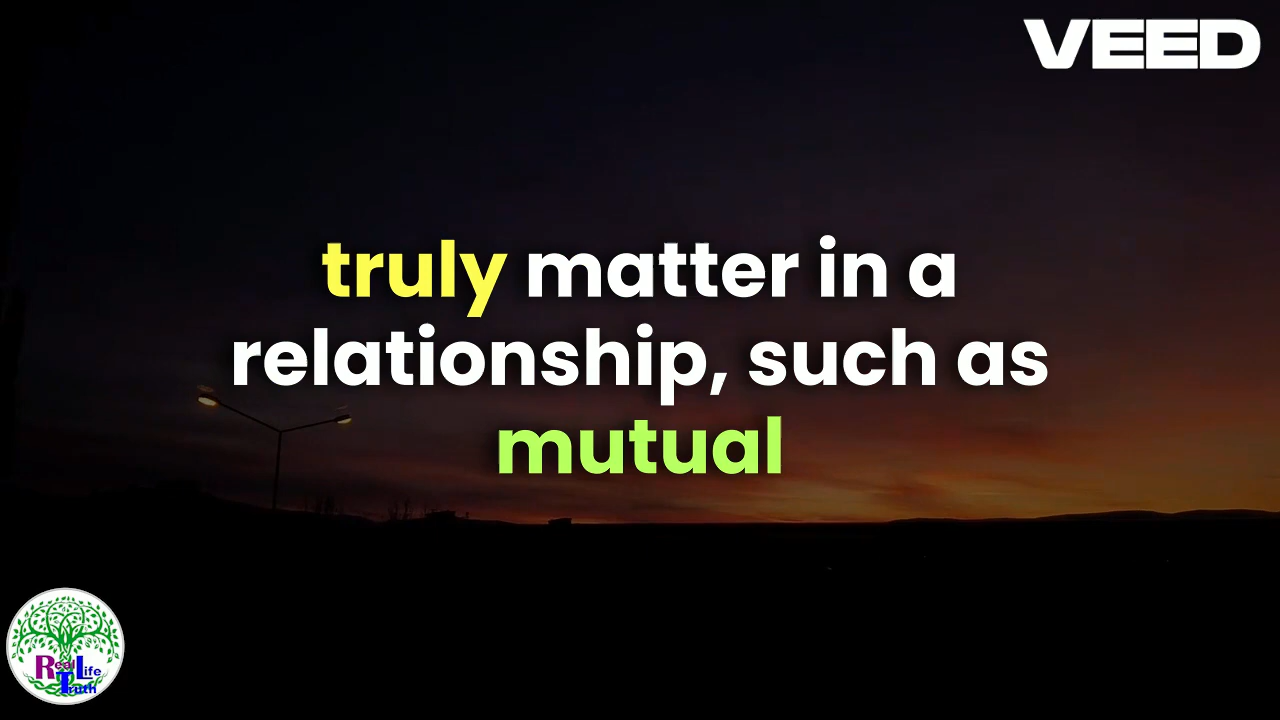 VEED
truly matter in a
relationship, such as
mutual
Real Life
Truth